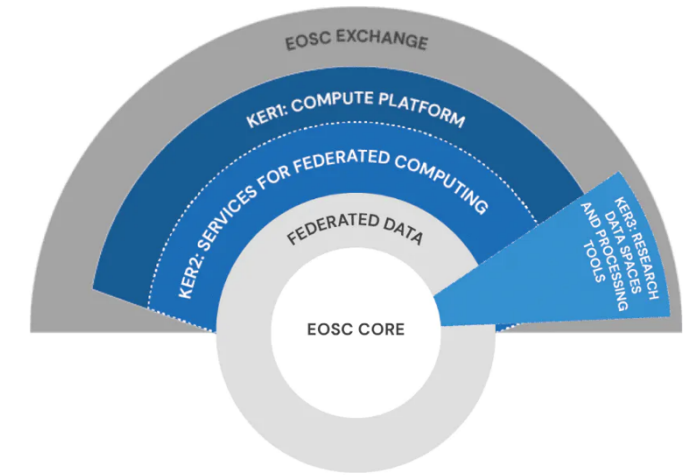 EOSC EXCHANGE
KER1: COMPUTE PLATFORM
KER2: SERVICES FOR FEDERATED COMPUTING
FEDERATED DATA
KER3: RESEARCH
DATA SPACES
AND PROCESSING
TOOLS
EOSC CORE